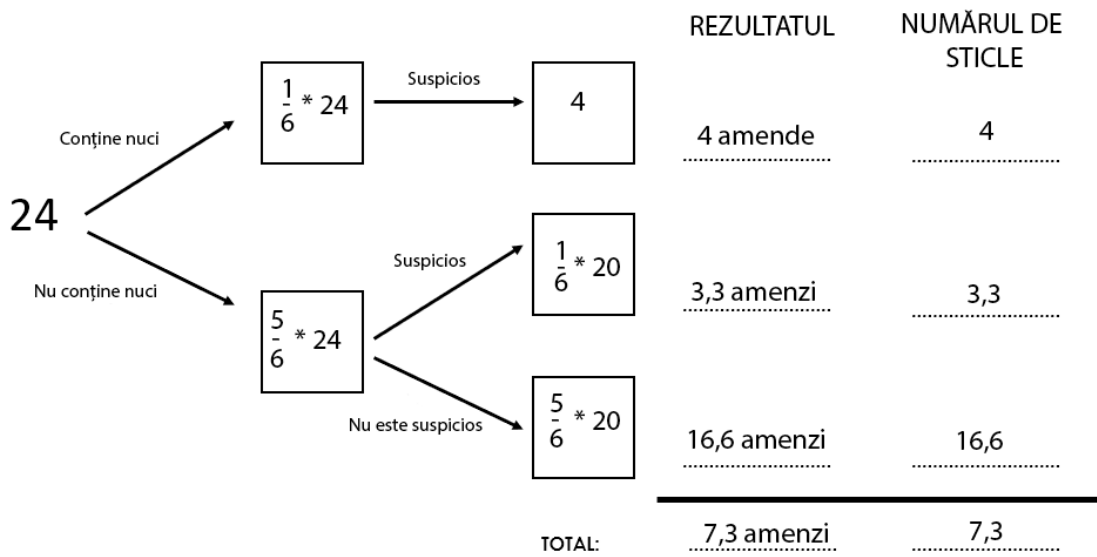 REZULTATUL
NUMĂRUL DE
STICLE
Conține nuci
1/6 * 24
Suspicios
4
4 amende
4
24
Nu conține nuci
5/6 * 24
Suspicios
1/6 * 20
3,3 amenzi
3,3
Nu este suspicios
5/6 * 20
16,6 amenzi
16,6
TOTAL:
7,3 amenzi
7,3